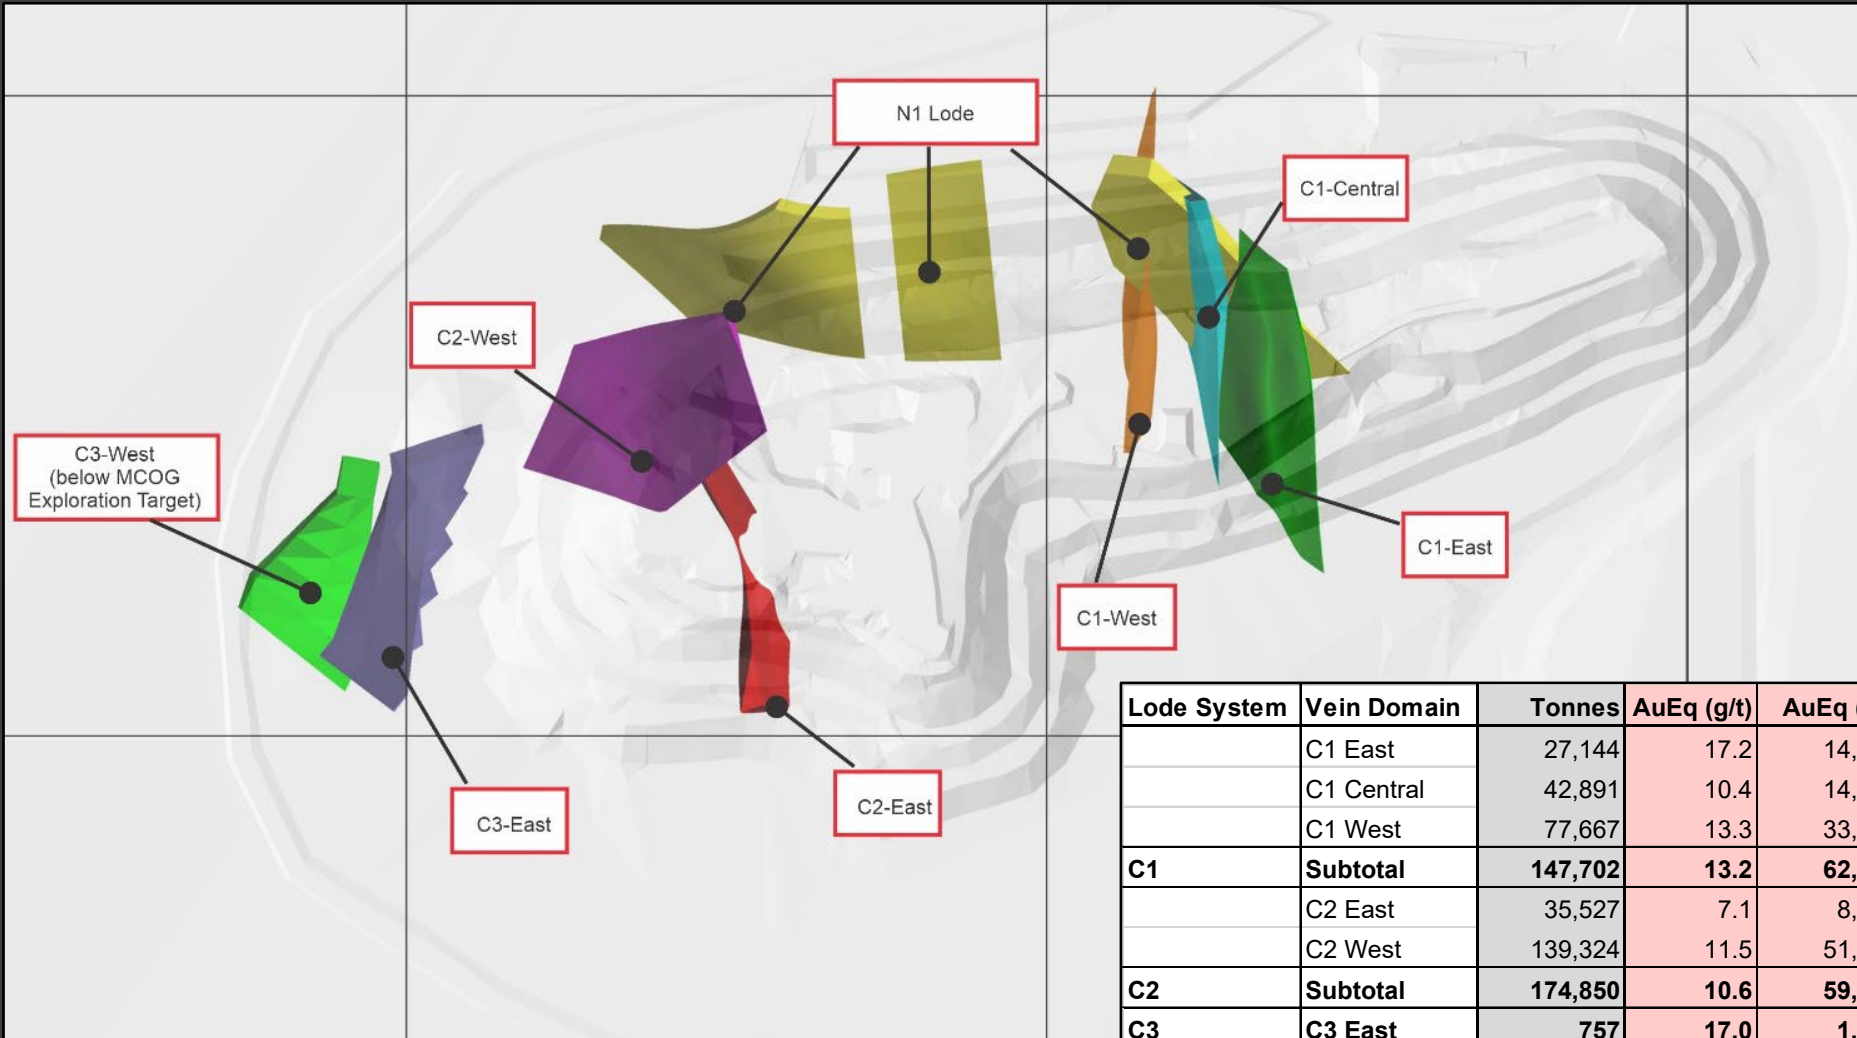 N1 Lode
C1-Central
C2-West
C3-West
(below MCOG
Exploration Target)
C1-East
C1-West
C2-East
C3-East
Lode System Vein Domain Tonnes AuEq (g/t) AuEq
C1 East 27,144 17.2 14,
C1 Central 42,891 10.4 14,
C1 West 77,667 13.3 33,
C1 Subtotal 147,702 13.2 62,
C2 East 35,527 7.1 8,
C2 West 139,324 11.5 51,
C2 Subtotal 174,850 10.6 59,
C3 C3 East 757 17.0 1,